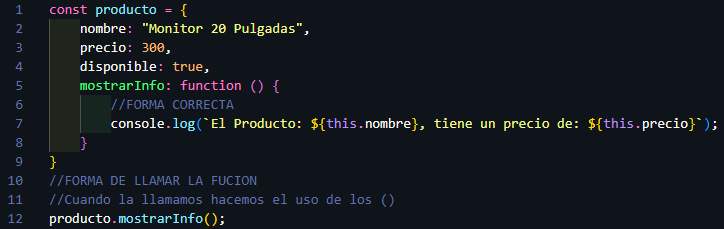 1 const producto = {
2 nombre: "Monitor 20 Pulgadas",
3 precio: 300,
4 disponible: true,
5 mostrarInfo: function () {
6 //FORMA CORRECTA
7 console.log(`El Producto: ${this.nombre}, tiene un precio de: ${this.precio}`);
8 }
9 }
10 //FORMA DE LLAMAR LA FUCION
11 //Cuando la llamamos hacemos el uso de los ()
12 producto.mostrarInfo();